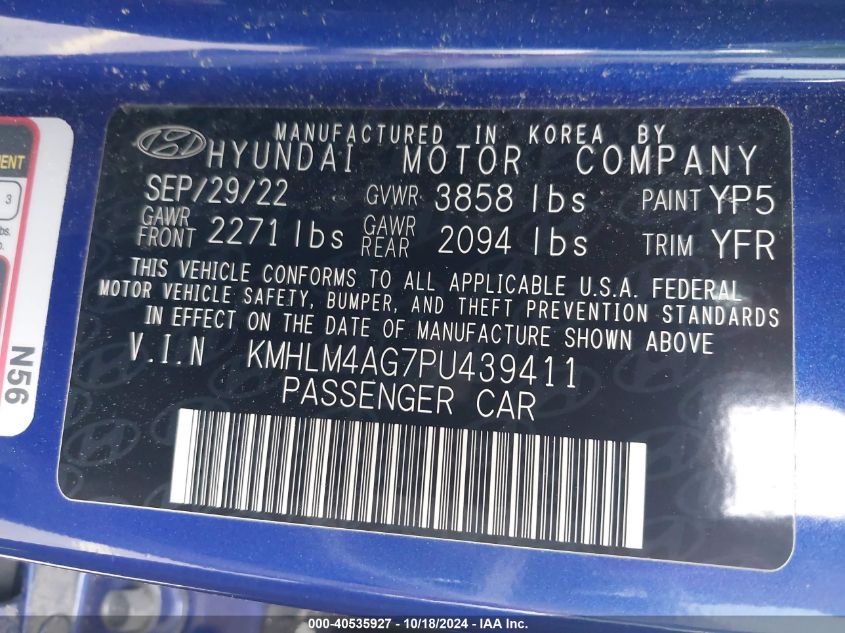 MANUFACTURED IN KOREA BY
HYUNDAI MOTOR COMPANY
SEP/29/22 GVWR 3858 lbs PAINT YP5
GAWR FRONT 2271 lbs GAWR REAR 2094 lbs TRIM YFR
THIS VEHICLE CONFORMS TO ALL APPLICABLE U.S.A. FEDERAL
MOTOR VEHICLE SAFETY, BUMPER, AND THEFT PREVENTION STANDARDS
IN EFFECT ON THE DATE OF MANUFACTURE SHOWN ABOVE
V.I.N KMHLM4AG7PU439411
PASSENGER CAR
3
N56
000-40535927 - 10/18/2024 - IAA Inc.